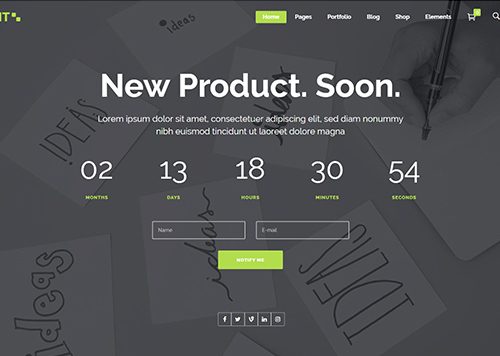 IT
Home Pages Portfolio Blog Shop Elements
ideas
New Product. Soon.
Lorem ipsum dolor sit amet, consectetuer adipiscing elit, sed diam nonummy
nibh euismod tincidunt ut laoreet dolore magna
IDEAS
ideas
02 13 18 30 54
MONTHS DAYS HOURS MINUTES SECONDS
Name E-mail
ideas
NOTIFY ME
ideas
IDEAS